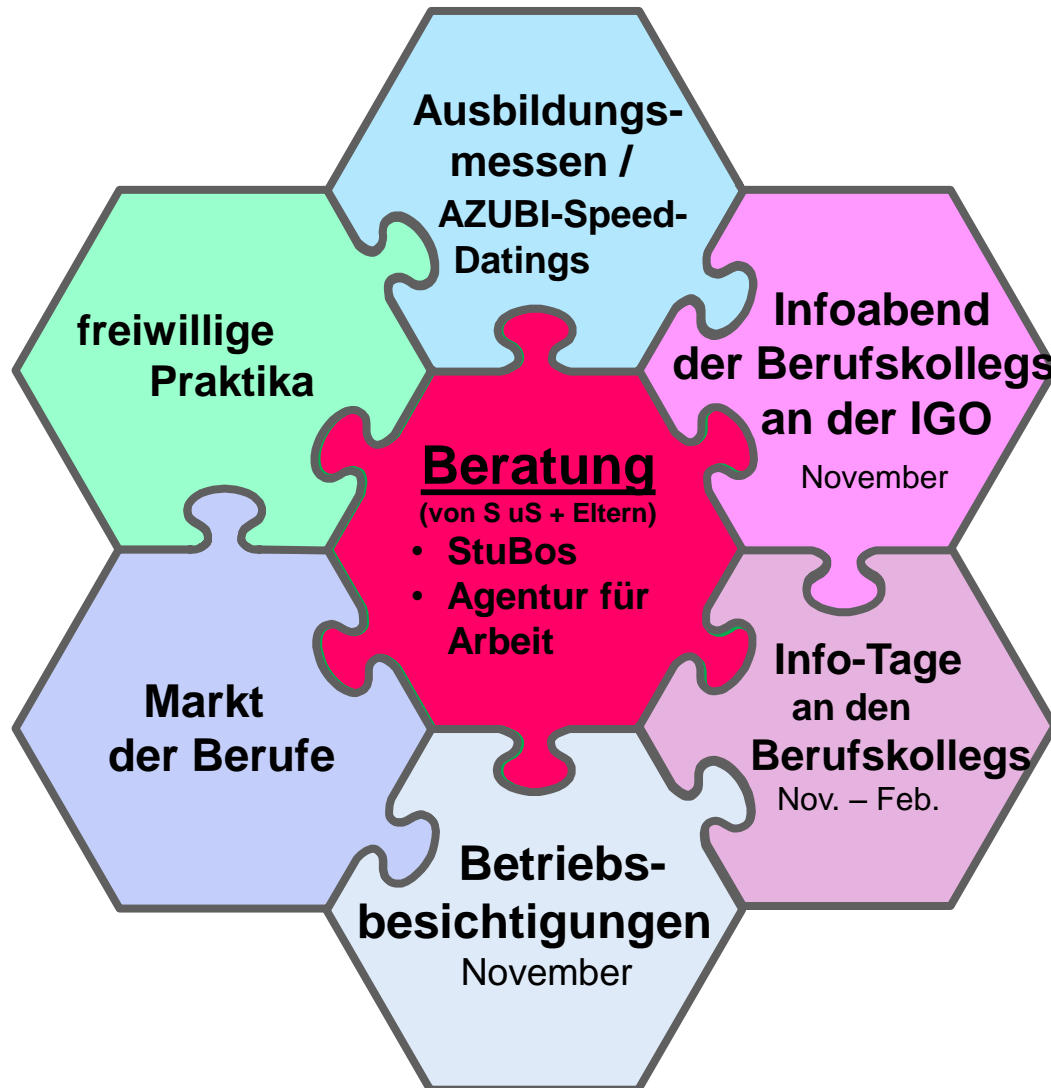 Ausbildungs-
messen /
AZUBI-Speed-
Datings
freiwillige
Praktika
Infoabend
der Berufskollegs
an der IGO
November
Beratung
(von S uS + Eltern)
• StuBos
• Agentur für
Arbeit
Markt
der Berufe
Info-Tage
an den
Berufskollegs
Nov. – Feb.
Betriebs-
besichtigungen
November